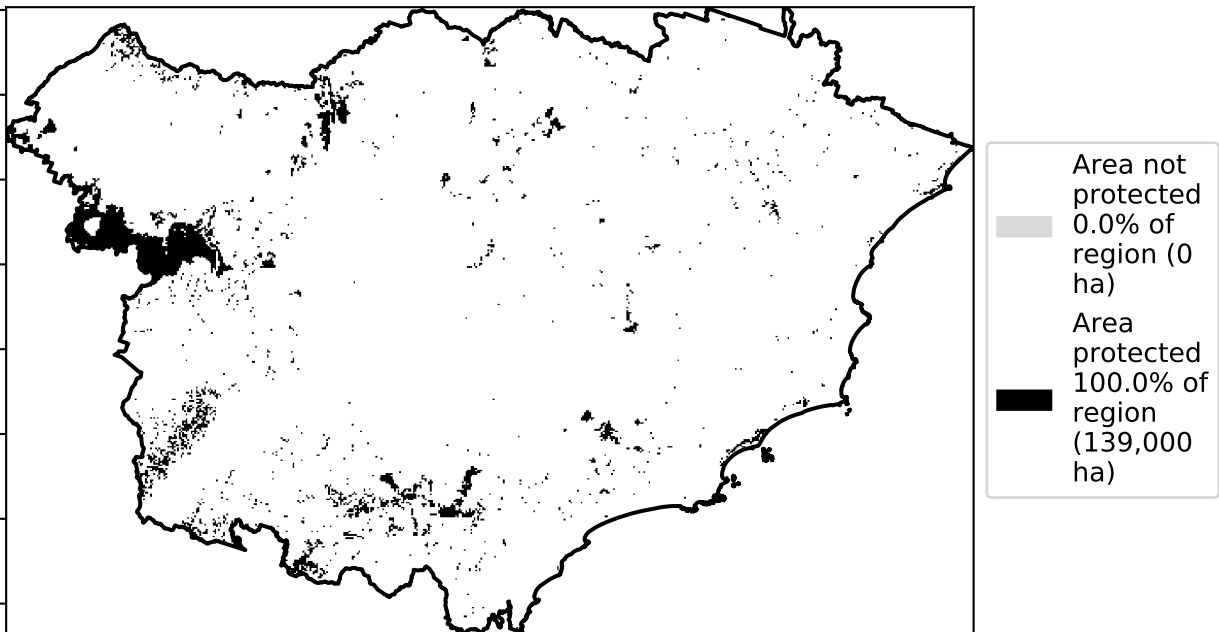 Area not
protected
0.0% of
region (0
ha)
Area
protected
100.0% of
region
(139,000
ha)